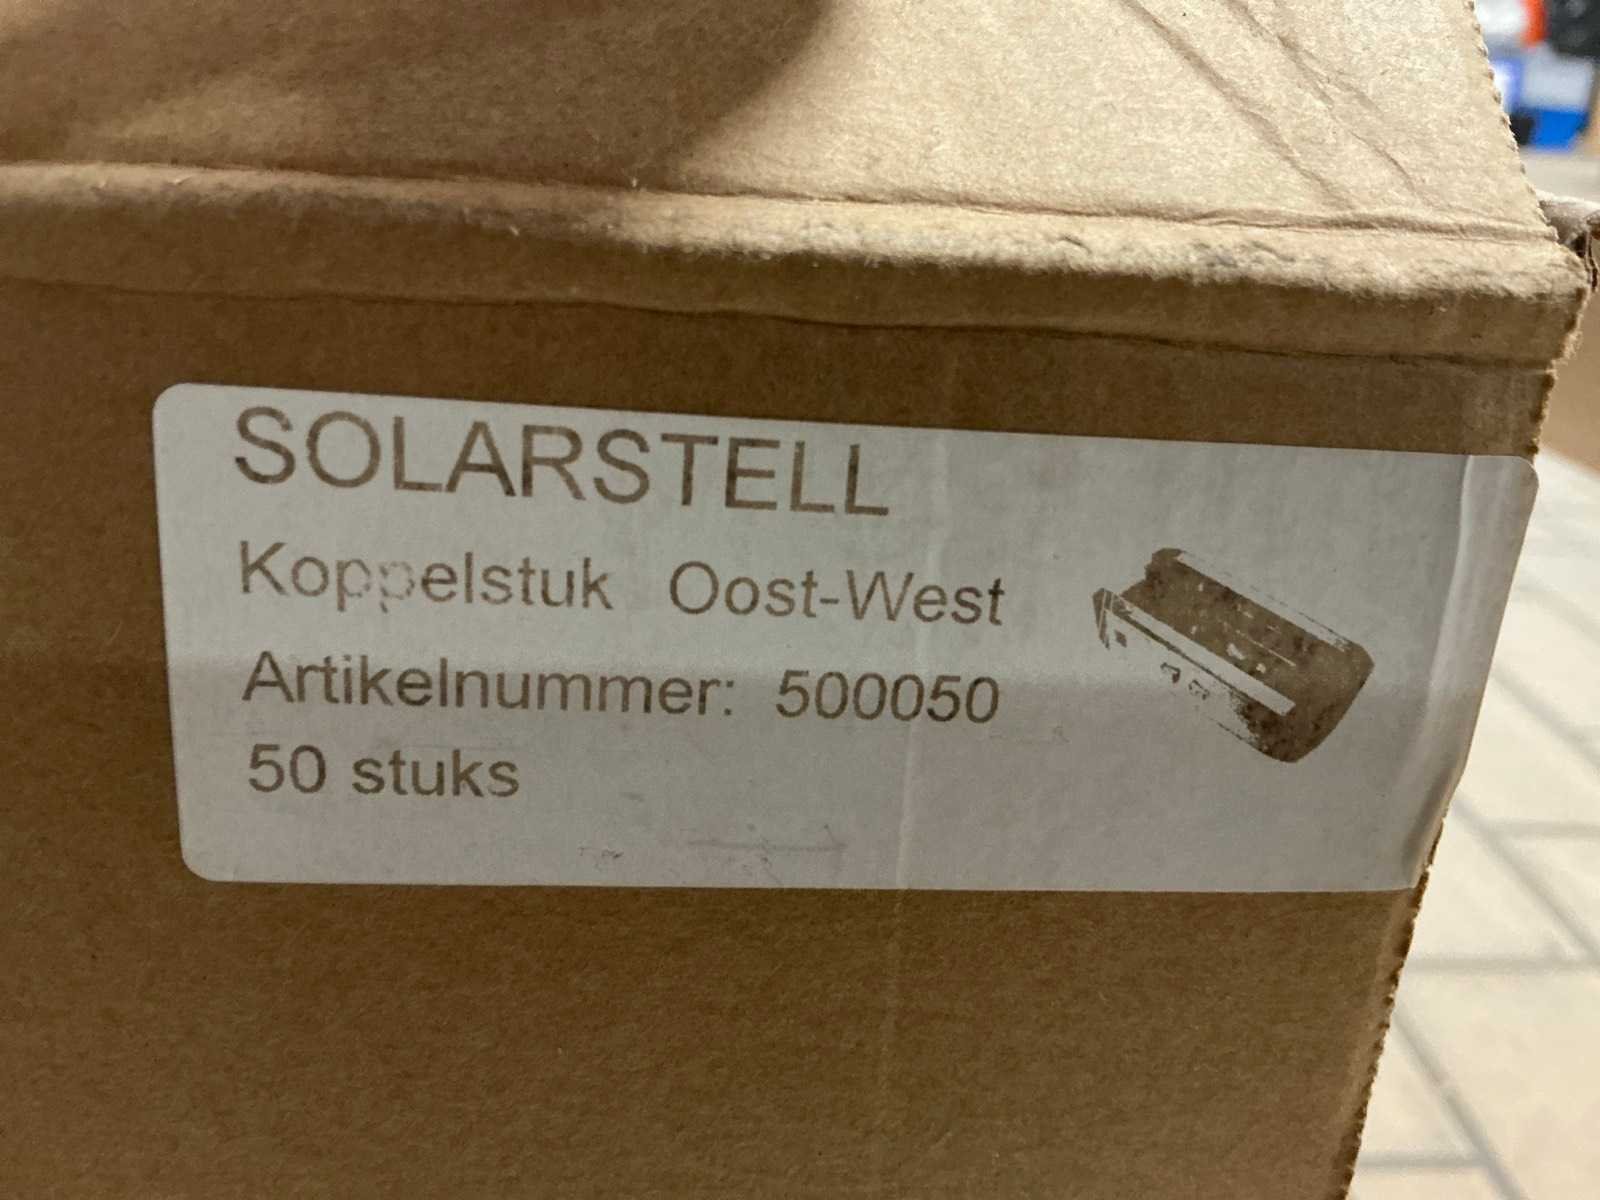 SOLARSTELL
Koppelstuk Oost-West
Artikelnummer: 500050
50 stuks